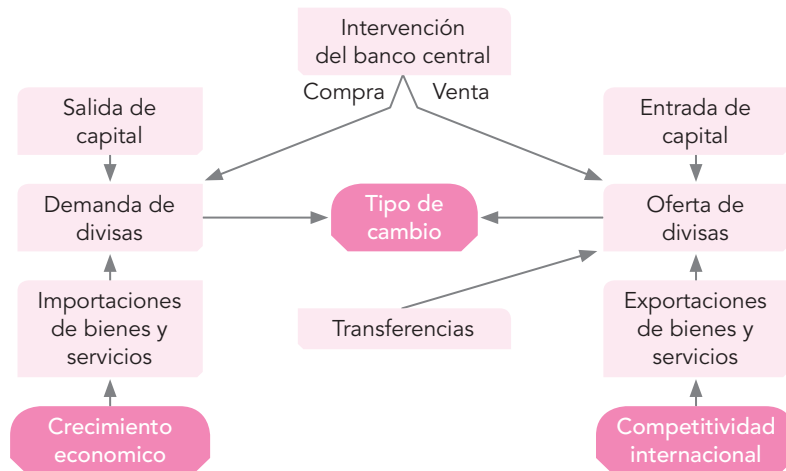 Intervención
del banco central
Compra
Venta
Salida de
capital
Entrada de
capital
Demanda de
divisas
Tipo de
cambio
Oferta de
divisas
Importaciones
de bienes y
servicios
Transferencias
Exportaciones
de bienes y
servicios
Crecimiento
economico
Competitividad
internacional